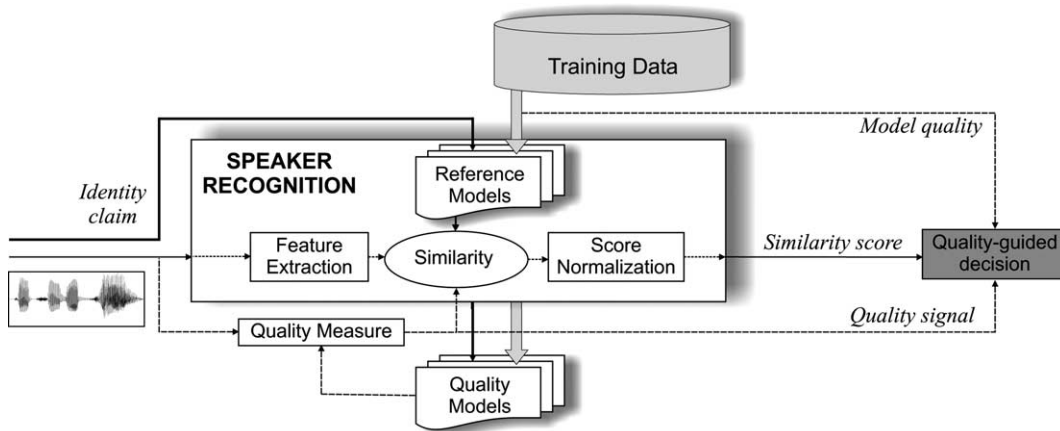 Training Data
Model quality
SPEAKER
RECOGNITION
Reference
Models
Identity
claim
Feature
Extraction
Similarity
Score
Normalization
Similarity score
Quality-guided
decision
Quality Measure
Quality signal
Quality
Models